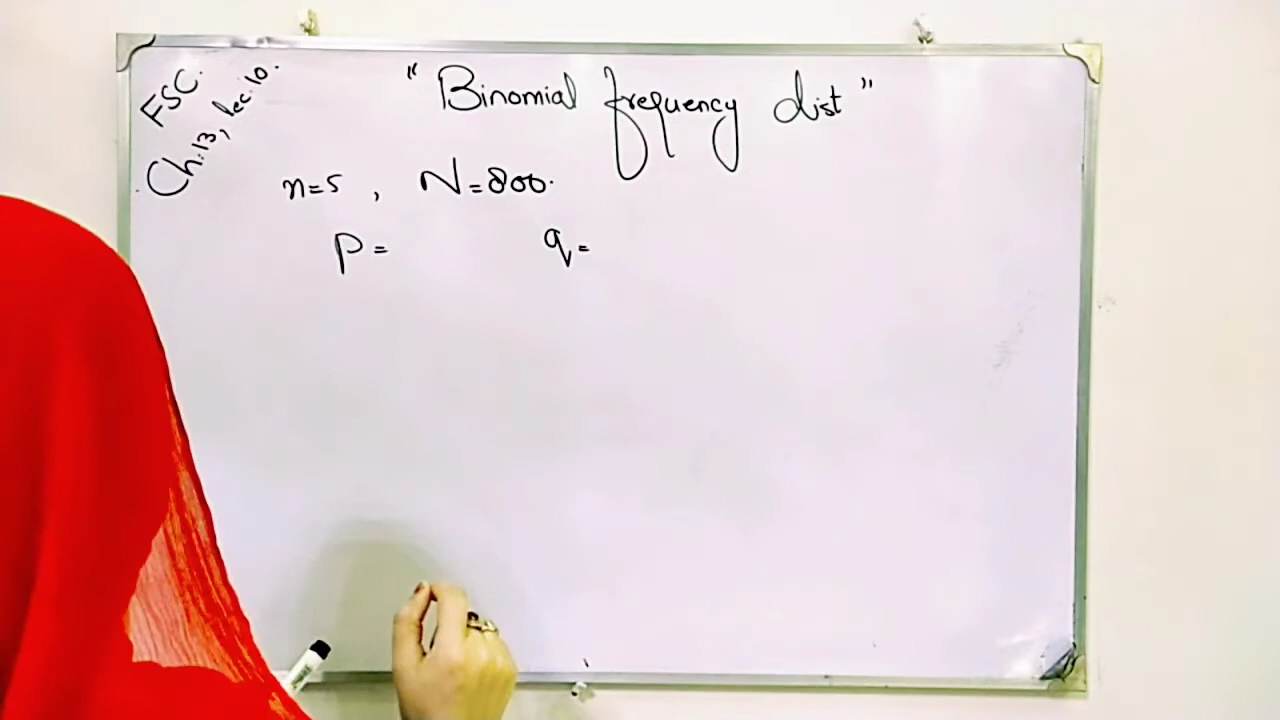 FSC.
Ch.13, lec.10.
"Binomial frequency dist"
n=5, N=800.
p= q=